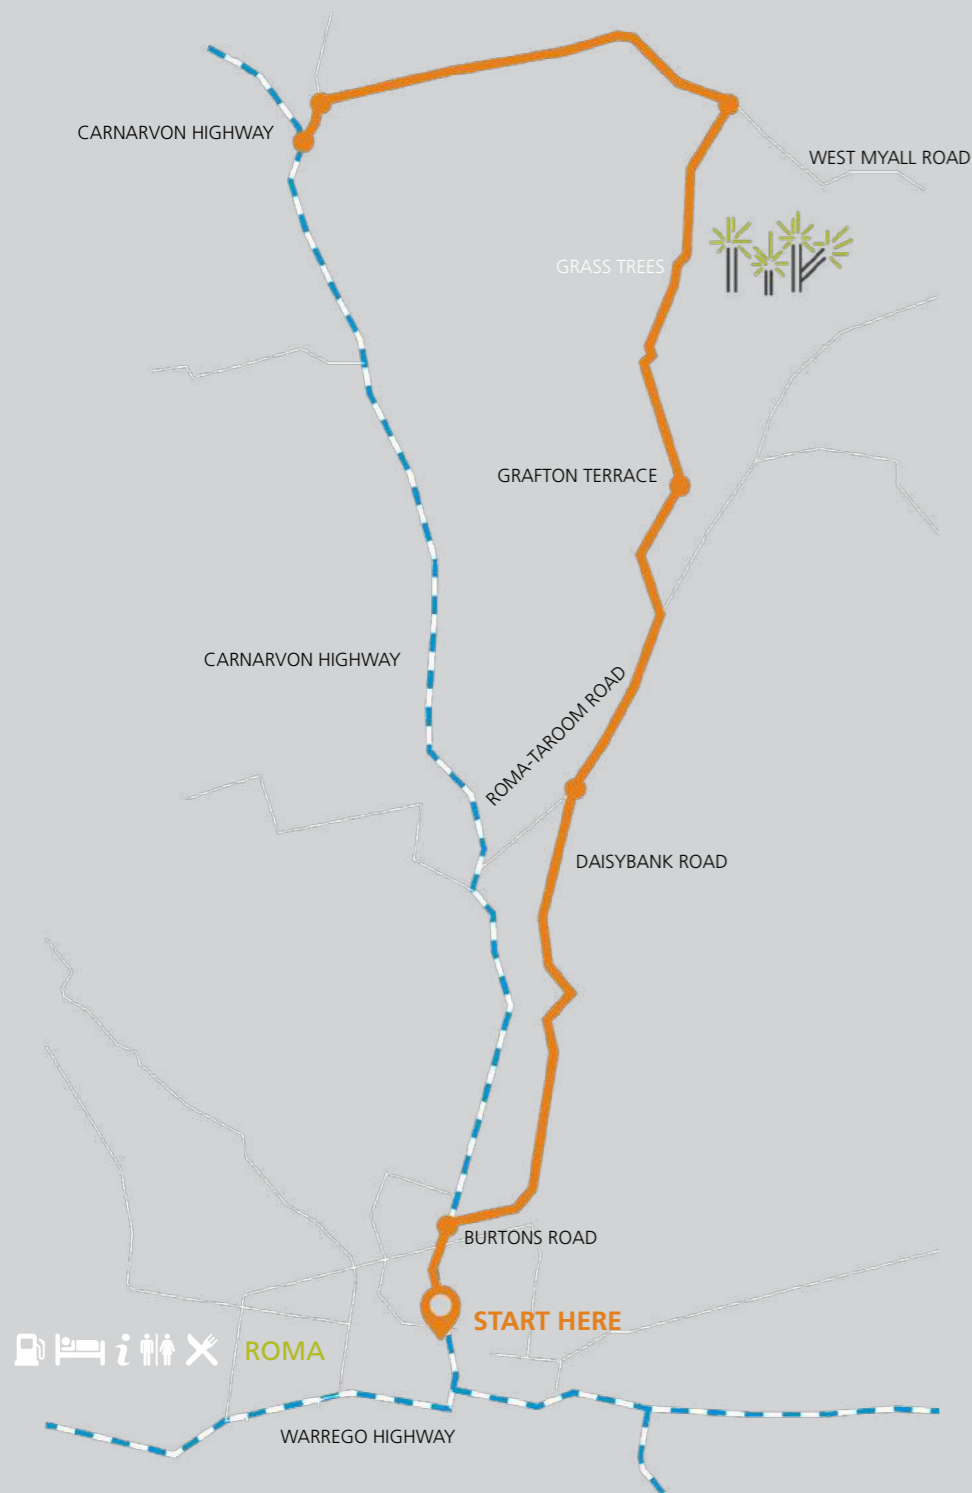 CARNARVON HIGHWAY
WEST MYALL ROAD
GRASS TREES
GRAFTON TERRACE
CARNARVON HIGHWAY
ROMA-TAROOM ROAD
DAISYBANK ROAD
BURTONS ROAD
START HERE
ROMA
WARREGO HIGHWAY